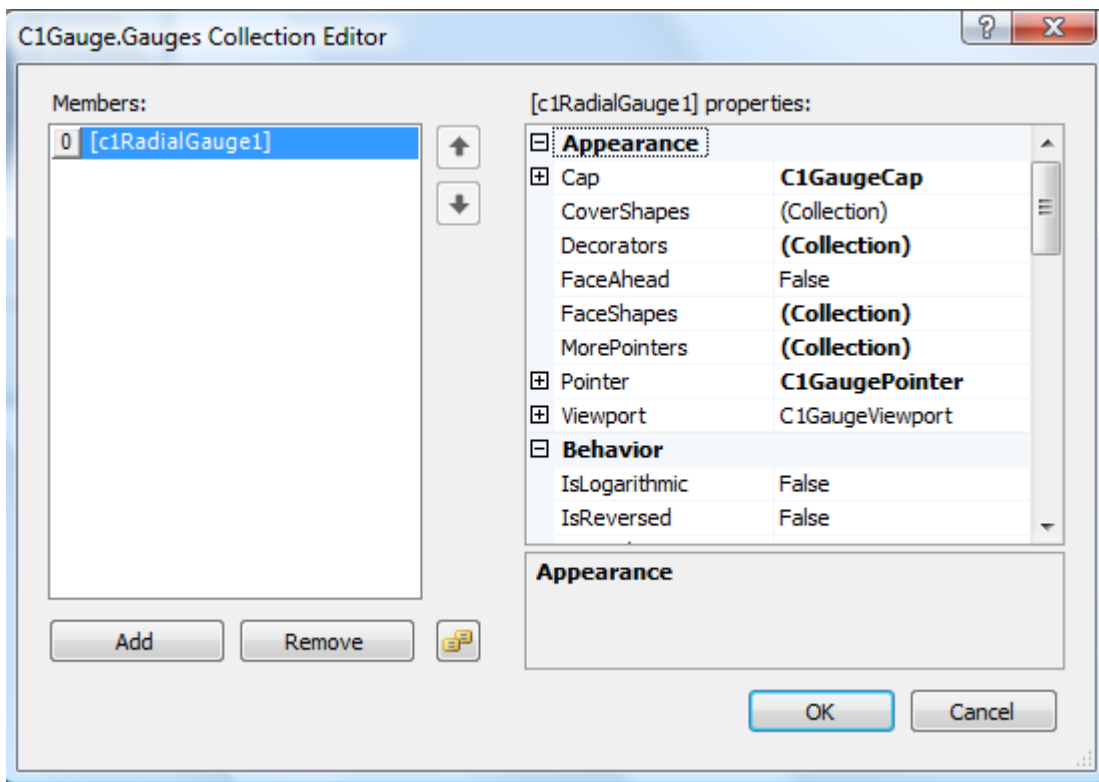 C1Gauge.Gauges Collection Editor
Members:
0 [c1RadialGauge1]
[c1RadialGauge1] properties:
Appearance
Cap C1GaugeCap
CoverShapes (Collection)
Decorators (Collection)
FaceAhead False
FaceShapes (Collection)
MorePointers (Collection)
Pointer C1GaugePointer
Viewport C1GaugeViewport
Behavior
IsLogarithmic False
IsReversed False
Appearance
Add Remove
OK Cancel